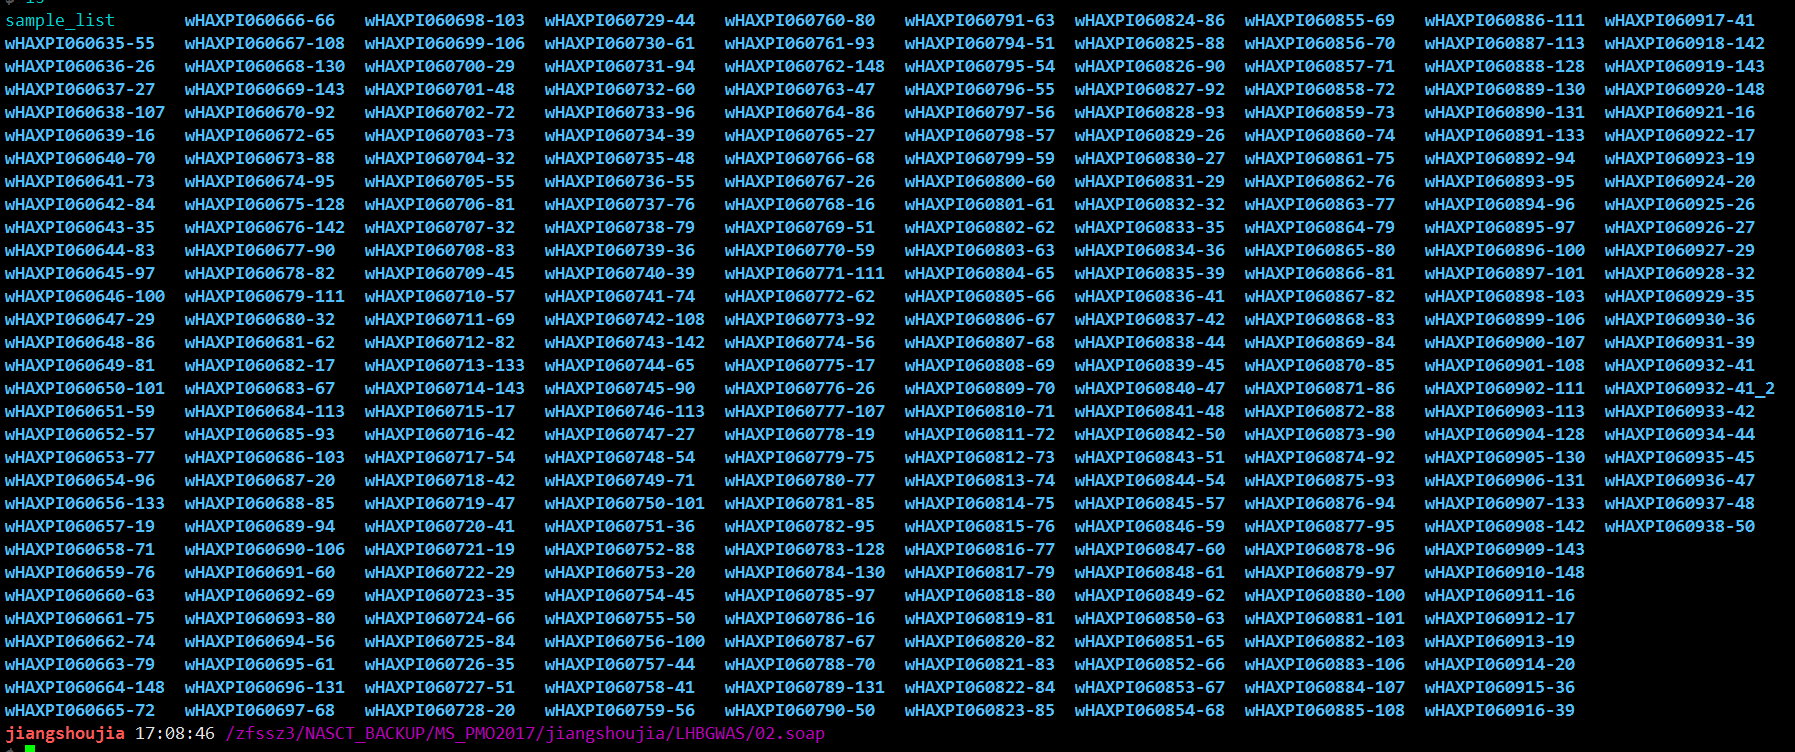 $ ls
sample_list wHAXPI060666-66 wHAXPI060698-103 wHAXPI060729-44 wHAXPI060760-80 wHAXPI060791-63 wHAXPI060824-86 wHAXPI060855-69 wHAXPI060886-111 wHAXPI060917-41
wHAXPI060635-55 wHAXPI060667-108 wHAXPI060699-106 wHAXPI060730-61 wHAXPI060761-93 wHAXPI060794-51 wHAXPI060825-88 wHAXPI060856-70 wHAXPI060887-113 wHAXPI060918-142
wHAXPI060636-26 wHAXPI060668-130 wHAXPI060700-29 wHAXPI060731-94 wHAXPI060762-148 wHAXPI060795-54 wHAXPI060826-90 wHAXPI060857-71 wHAXPI060888-128 wHAXPI060919-143
wHAXPI060637-27 wHAXPI060669-143 wHAXPI060701-48 wHAXPI060732-60 wHAXPI060763-47 wHAXPI060796-55 wHAXPI060827-92 wHAXPI060858-72 wHAXPI060889-130 wHAXPI060920-148
wHAXPI060638-107 wHAXPI060670-92 wHAXPI060702-72 wHAXPI060733-96 wHAXPI060764-86 wHAXPI060797-56 wHAXPI060828-93 wHAXPI060859-73 wHAXPI060890-131 wHAXPI060921-16
wHAXPI060639-16 wHAXPI060672-65 wHAXPI060703-73 wHAXPI060734-39 wHAXPI060765-27 wHAXPI060798-57 wHAXPI060829-26 wHAXPI060860-74 wHAXPI060891-133 wHAXPI060922-17
wHAXPI060640-70 wHAXPI060673-88 wHAXPI060704-32 wHAXPI060735-48 wHAXPI060766-68 wHAXPI060799-59 wHAXPI060830-27 wHAXPI060861-75 wHAXPI060892-94 wHAXPI060923-19
wHAXPI060641-73 wHAXPI060674-95 wHAXPI060705-55 wHAXPI060736-55 wHAXPI060767-26 wHAXPI060800-60 wHAXPI060831-29 wHAXPI060862-76 wHAXPI060893-95 wHAXPI060924-20
wHAXPI060642-84 wHAXPI060675-128 wHAXPI060706-81 wHAXPI060737-76 wHAXPI060768-16 wHAXPI060801-61 wHAXPI060832-32 wHAXPI060863-77 wHAXPI060894-96 wHAXPI060925-26
wHAXPI060643-35 wHAXPI060676-142 wHAXPI060707-32 wHAXPI060738-79 wHAXPI060769-51 wHAXPI060802-62 wHAXPI060833-35 wHAXPI060864-79 wHAXPI060895-97 wHAXPI060926-27
wHAXPI060644-83 wHAXPI060677-90 wHAXPI060708-83 wHAXPI060739-36 wHAXPI060770-59 wHAXPI060803-63 wHAXPI060834-36 wHAXPI060865-80 wHAXPI060896-100 wHAXPI060927-29
wHAXPI060645-97 wHAXPI060678-82 wHAXPI060709-45 wHAXPI060740-39 wHAXPI060771-111 wHAXPI060804-65 wHAXPI060835-39 wHAXPI060866-81 wHAXPI060897-101 wHAXPI060928-32
wHAXPI060646-100 wHAXPI060679-111 wHAXPI060710-57 wHAXPI060741-74 wHAXPI060772-62 wHAXPI060805-66 wHAXPI060836-41 wHAXPI060867-82 wHAXPI060898-103 wHAXPI060929-35
wHAXPI060647-29 wHAXPI060680-32 wHAXPI060711-69 wHAXPI060742-108 wHAXPI060773-92 wHAXPI060806-67 wHAXPI060837-42 wHAXPI060868-83 wHAXPI060899-106 wHAXPI060930-36
wHAXPI060648-86 wHAXPI060681-62 wHAXPI060712-82 wHAXPI060743-142 wHAXPI060774-56 wHAXPI060807-68 wHAXPI060838-44 wHAXPI060869-84 wHAXPI060900-107 wHAXPI060931-39
wHAXPI060649-81 wHAXPI060682-17 wHAXPI060713-133 wHAXPI060744-65 wHAXPI060775-17 wHAXPI060808-69 wHAXPI060839-45 wHAXPI060870-85 wHAXPI060901-108 wHAXPI060932-41
wHAXPI060650-101 wHAXPI060683-67 wHAXPI060714-143 wHAXPI060745-90 wHAXPI060776-26 wHAXPI060809-70 wHAXPI060840-47 wHAXPI060871-86 wHAXPI060902-111 wHAXPI060932-41_2
wHAXPI060651-59 wHAXPI060684-113 wHAXPI060715-17 wHAXPI060746-113 wHAXPI060777-107 wHAXPI060810-71 wHAXPI060841-48 wHAXPI060872-88 wHAXPI060903-113 wHAXPI060933-42
wHAXPI060652-57 wHAXPI060685-93 wHAXPI060716-42 wHAXPI060747-27 wHAXPI060778-19 wHAXPI060811-72 wHAXPI060842-50 wHAXPI060873-90 wHAXPI060904-128 wHAXPI060934-44
wHAXPI060653-77 wHAXPI060686-103 wHAXPI060717-54 wHAXPI060748-54 wHAXPI060779-75 wHAXPI060812-73 wHAXPI060843-51 wHAXPI060874-92 wHAXPI060905-130 wHAXPI060935-45
wHAXPI060654-96 wHAXPI060687-20 wHAXPI060718-42 wHAXPI060749-71 wHAXPI060780-77 wHAXPI060813-74 wHAXPI060844-54 wHAXPI060875-93 wHAXPI060906-131 wHAXPI060936-47
wHAXPI060656-133 wHAXPI060688-85 wHAXPI060719-47 wHAXPI060750-101 wHAXPI060781-85 wHAXPI060814-75 wHAXPI060845-57 wHAXPI060876-94 wHAXPI060907-133 wHAXPI060937-48
wHAXPI060657-19 wHAXPI060689-94 wHAXPI060720-41 wHAXPI060751-36 wHAXPI060782-95 wHAXPI060815-76 wHAXPI060846-59 wHAXPI060877-95 wHAXPI060908-142 wHAXPI060938-50
wHAXPI060658-71 wHAXPI060690-106 wHAXPI060721-19 wHAXPI060752-88 wHAXPI060783-128 wHAXPI060816-77 wHAXPI060847-60 wHAXPI060878-96 wHAXPI060909-143
wHAXPI060659-76 wHAXPI060691-60 wHAXPI060722-29 wHAXPI060753-20 wHAXPI060784-130 wHAXPI060817-79 wHAXPI060848-61 wHAXPI060879-97 wHAXPI060910-148
wHAXPI060660-63 wHAXPI060692-69 wHAXPI060723-35 wHAXPI060754-45 wHAXPI060785-97 wHAXPI060818-80 wHAXPI060849-62 wHAXPI060880-100 wHAXPI060911-16
wHAXPI060661-75 wHAXPI060693-80 wHAXPI060724-66 wHAXPI060755-50 wHAXPI060786-16 wHAXPI060819-81 wHAXPI060850-63 wHAXPI060881-101 wHAXPI060912-17
wHAXPI060662-74 wHAXPI060694-56 wHAXPI060725-84 wHAXPI060756-100 wHAXPI060787-67 wHAXPI060820-82 wHAXPI060851-65 wHAXPI060882-103 wHAXPI060913-19
wHAXPI060663-79 wHAXPI060695-61 wHAXPI060726-35 wHAXPI060757-44 wHAXPI060788-70 wHAXPI060821-83 wHAXPI060852-66 wHAXPI060883-106 wHAXPI060914-20
wHAXPI060664-148 wHAXPI060696-131 wHAXPI060727-51 wHAXPI060758-41 wHAXPI060789-131 wHAXPI060822-84 wHAXPI060853-67 wHAXPI060884-107 wHAXPI060915-36
wHAXPI060665-72 wHAXPI060697-68 wHAXPI060728-20 wHAXPI060759-56 wHAXPI060790-50 wHAXPI060823-85 wHAXPI060854-68 wHAXPI060885-108 wHAXPI060916-39
jiangshoujia 17:08:46 /zfssz3/NASCT_BACKUP/MS_PMO2017/jiangshoujia/LHBGWAS/02.soap
$